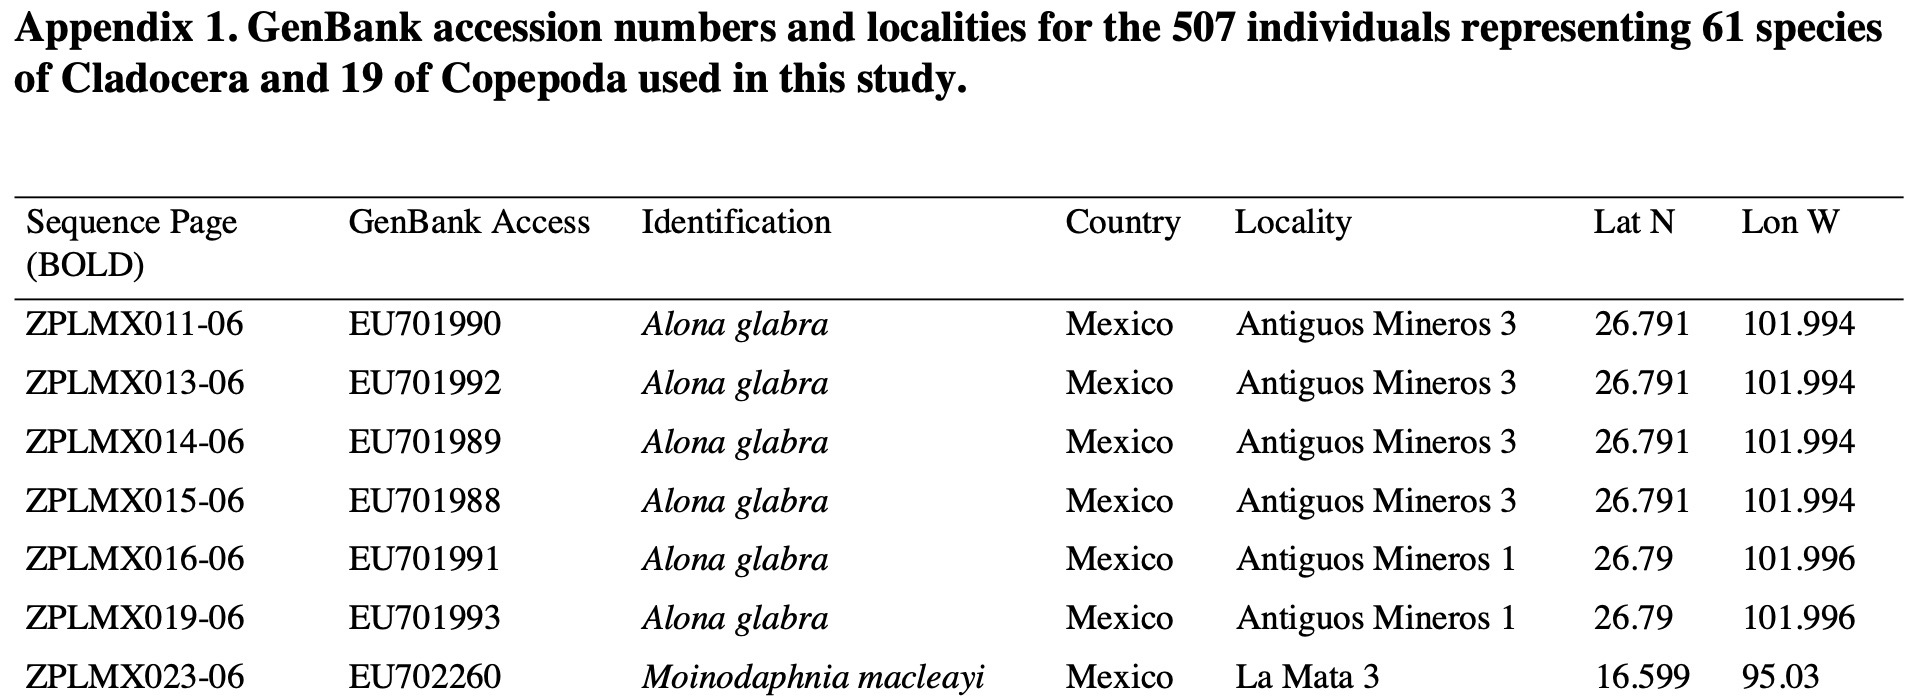 Appendix 1. GenBank accession numbers and localities for the 507 individuals representing 61 species
of Cladocera and 19 of Copepoda used in this study.
Sequence Page (BOLD) GenBank Access Identification Country Locality Lat N Lon W
ZPLMX011-06 EU701990 Alona glabra Mexico Antiguos Mineros 3 26.791 101.994
ZPLMX013-06 EU701992 Alona glabra Mexico Antiguos Mineros 3 26.791 101.994
ZPLMX014-06 EU701989 Alona glabra Mexico Antiguos Mineros 3 26.791 101.994
ZPLMX015-06 EU701988 Alona glabra Mexico Antiguos Mineros 3 26.791 101.994
ZPLMX016-06 EU701991 Alona glabra Mexico Antiguos Mineros 1 26.79 101.996
ZPLMX019-06 EU701993 Alona glabra Mexico Antiguos Mineros 1 26.79 101.996
ZPLMX023-06 EU702260 Moinodaphnia macleayi Mexico La Mata 3 16.599 95.03